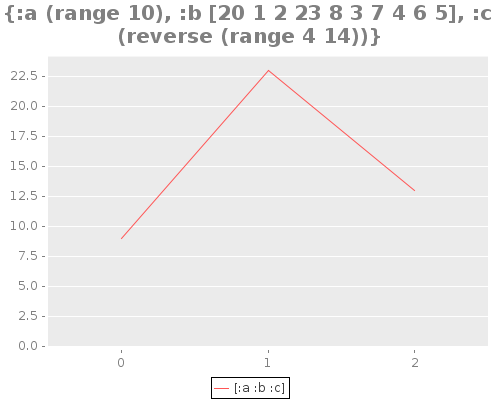 {:a (range 10), :b [20 1 2 23 8 3 7 4 6 5], :c
(reverse (range 4 14))}
22.5
20.0
17.5
15.0
12.5
10.0
7.5
5.0
2.5
0.0
0 1 2
[:a :b :c]